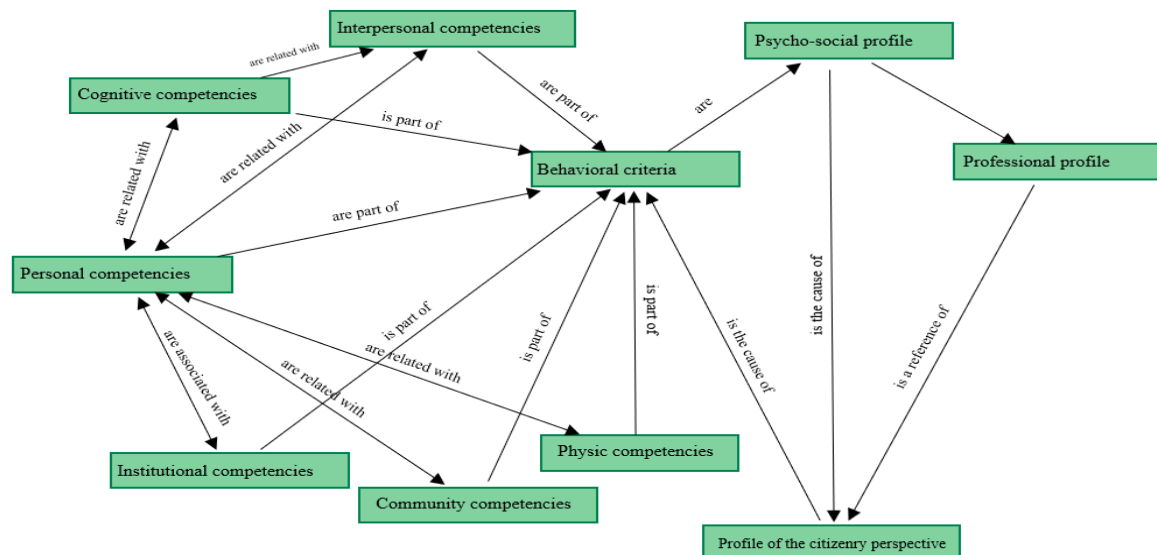 Interpersonal competencies
Psycho-social profile
are related with
Cognitive competencies
are part of
are
is part of
are related with
Behavioral criteria
Professional profile
are related with
are part of
Personal competencies
is part of
is part of
is part of
is the cause of
is the cause of
is a reference of
are associated with
are related with
are related with
Physic competencies
Institutional competencies
Community competencies
Profile of the citizenry perspective